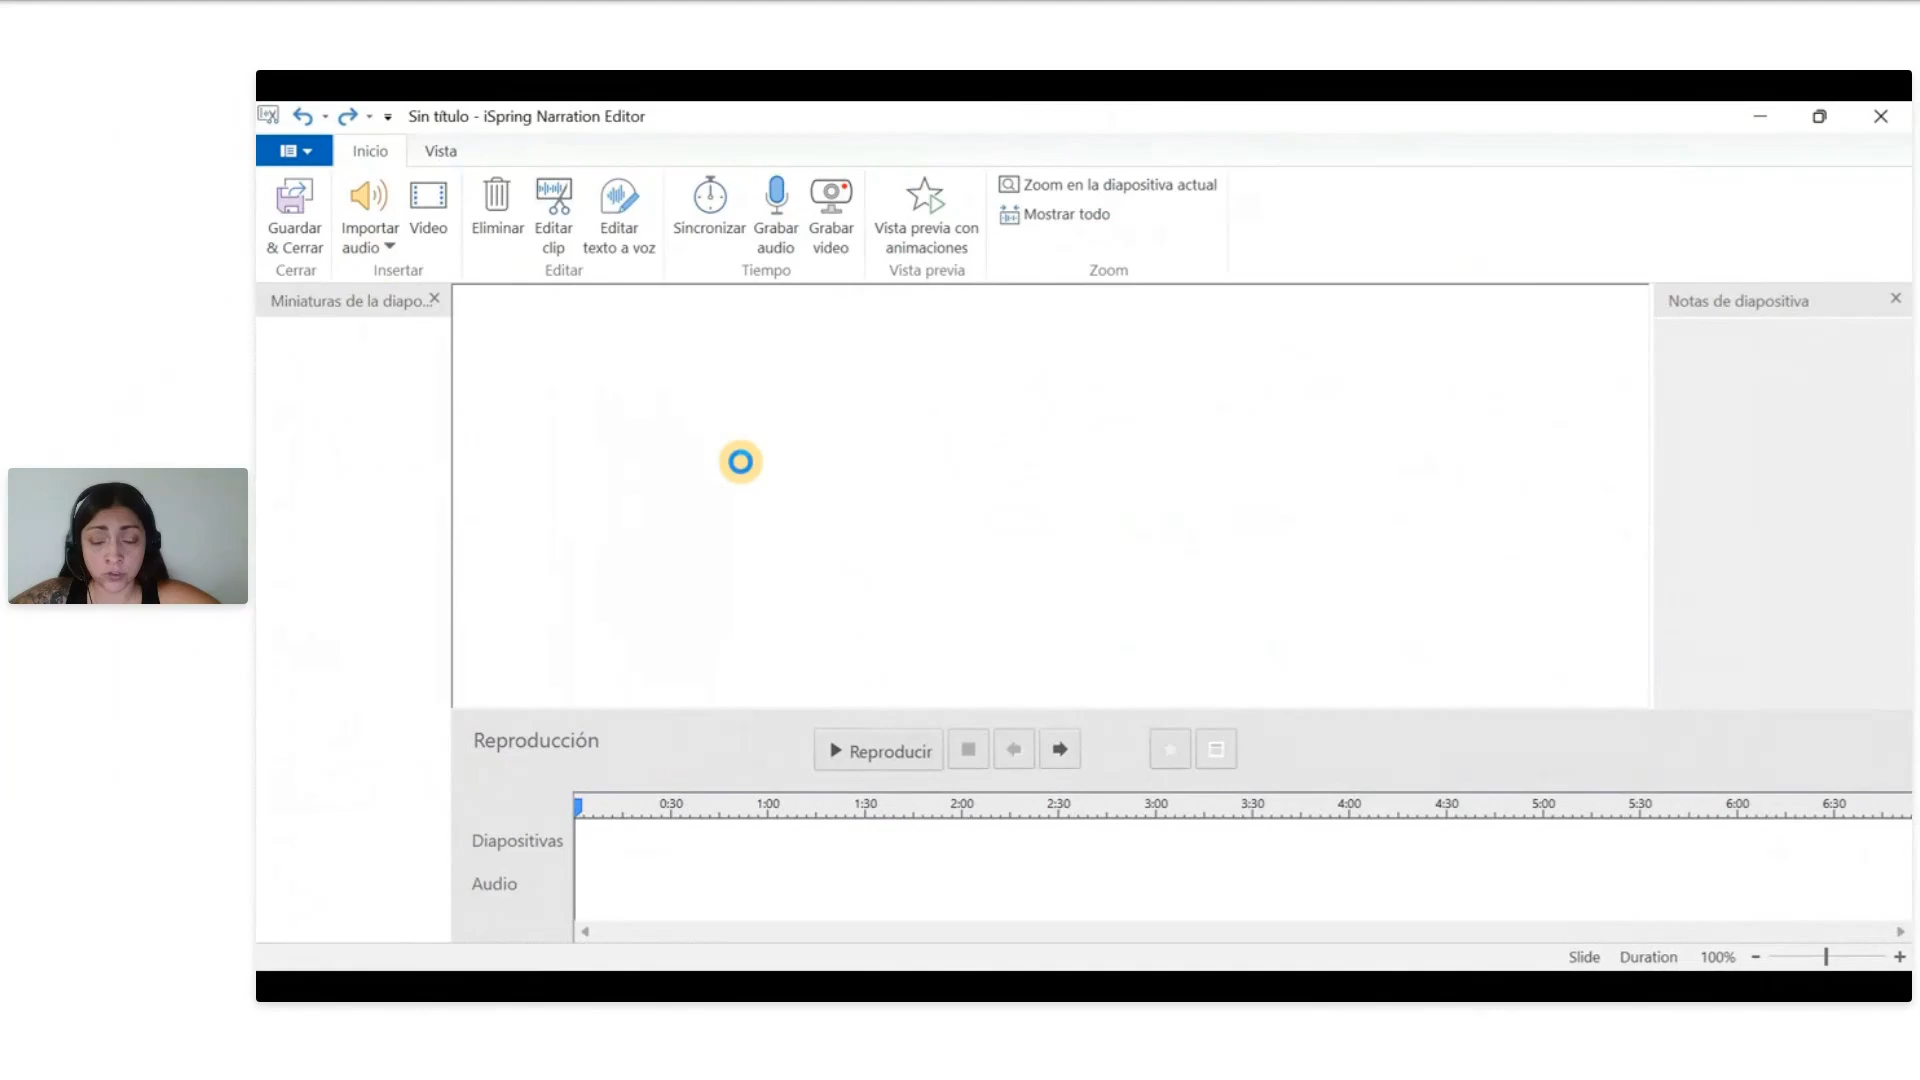 Sin título - iSpring Narration Editor
Inicio
Vista
Guardar
& Cerrar
Importar
audio
Video
Eliminar
Editar
clip
Editar
texto a voz
Sincronizar
Grabar
audio
Grabar
video
Vista previa con
animaciones
Zoom en la diapositiva actual
Mostrar todo
Cerrar
Insertar
Editar
Tiempo
Vista previa
Zoom
Miniaturas de la diapo...
Notas de diapositiva
Reproducción
Reproducir
0:30 1:00 1:30 2:00 2:30 3:00 3:30 4:00 4:30 5:00 5:30 6:00 6:30
Diapositivas
Audio
Slide Duration 100%